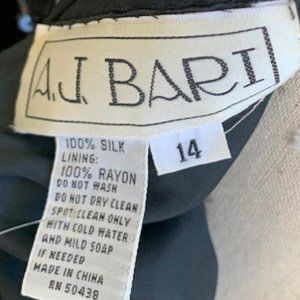 A.J. BARI
14
100% SILK
LINING:
100% RAYON
DO NOT WASH
DO NOT DRY CLEAN
SPOT CLEAN ONLY
WITH COLD WATER
AND MILD SOAP
IF NEEDED
MADE IN CHINA
RN 50438